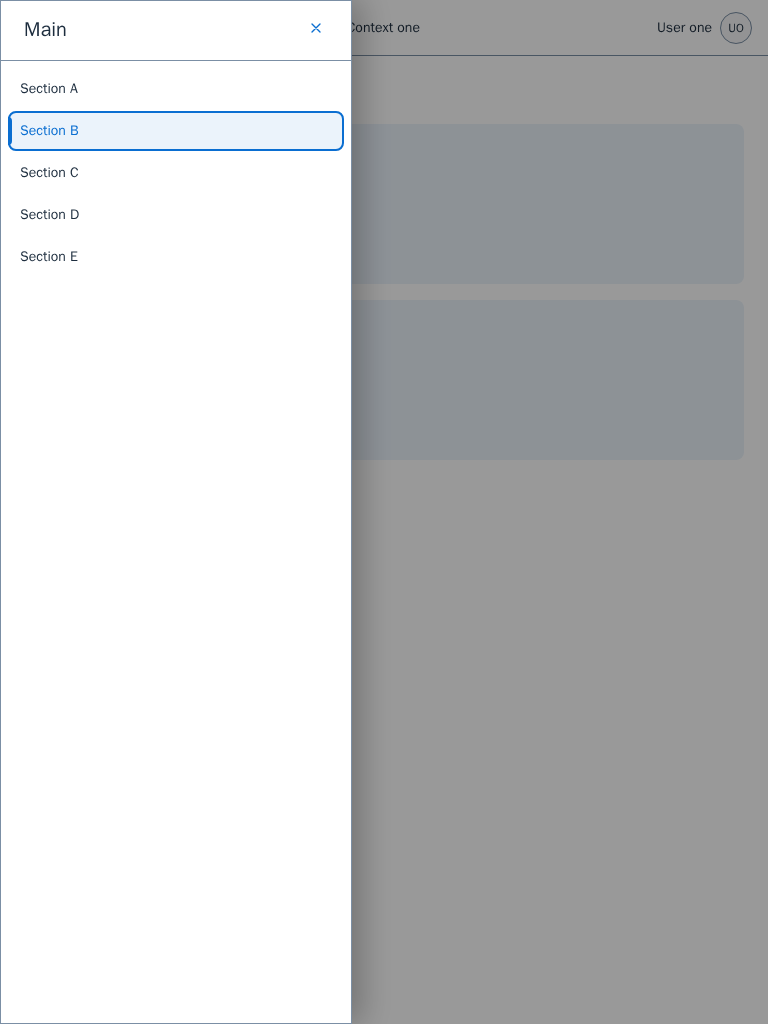 Main
Context one
User one
UO
Section A
Section B
Section C
Section D
Section E